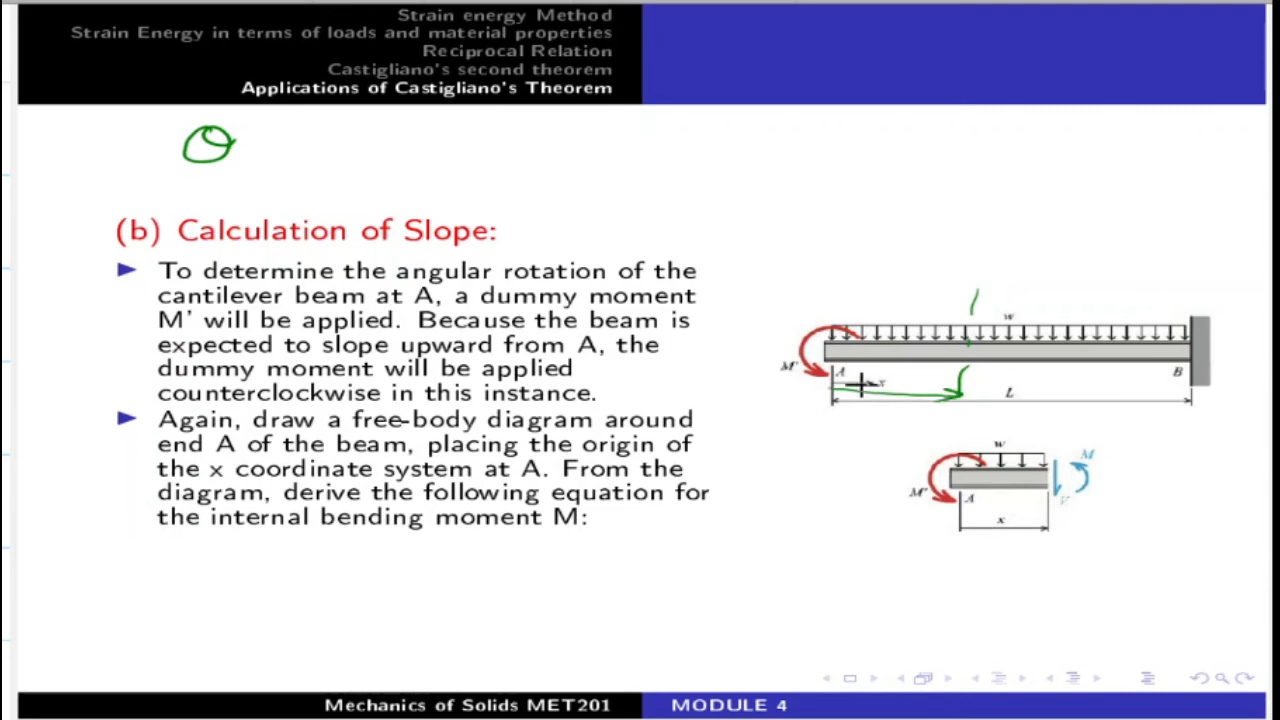 Strain energy Method
Strain Energy in terms of loads and material properties
Reciprocal Relation
Castigliano's second theorem
Applications of Castigliano's Theorem
θ
(b) Calculation of Slope:
To determine the angular rotation of the
cantilever beam at A, a dummy moment
M' will be applied. Because the beam is
expected to slope upward from A, the
dummy moment will be applied
counterclockwise in this instance.
Again, draw a free-body diagram around
end A of the beam, placing the origin of
the x coordinate system at A. From the
diagram, derive the following equation for
the internal bending moment M:
w
M'
A
x
B
L
w
M
M'
A
V
x
Mechanics of Solids MET201
MODULE 4